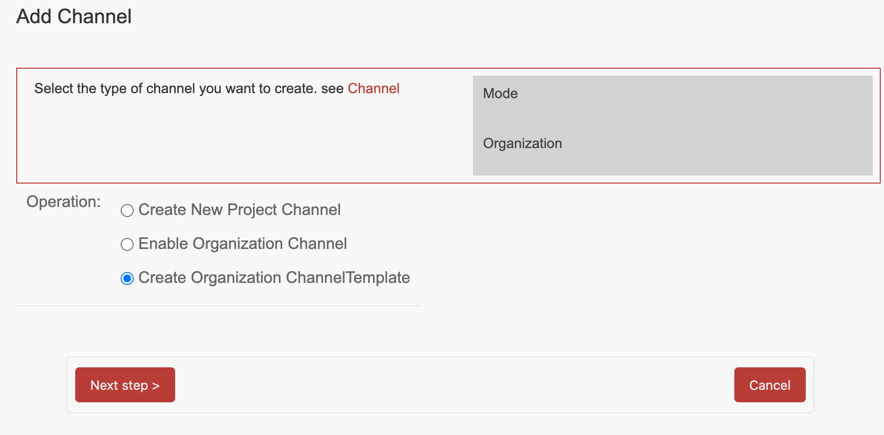 Add Channel
Select the type of channel you want to create. see Channel
Mode
Organization
Operation:
Create New Project Channel
Enable Organization Channel
Create Organization ChannelTemplate
Next step >
Cancel